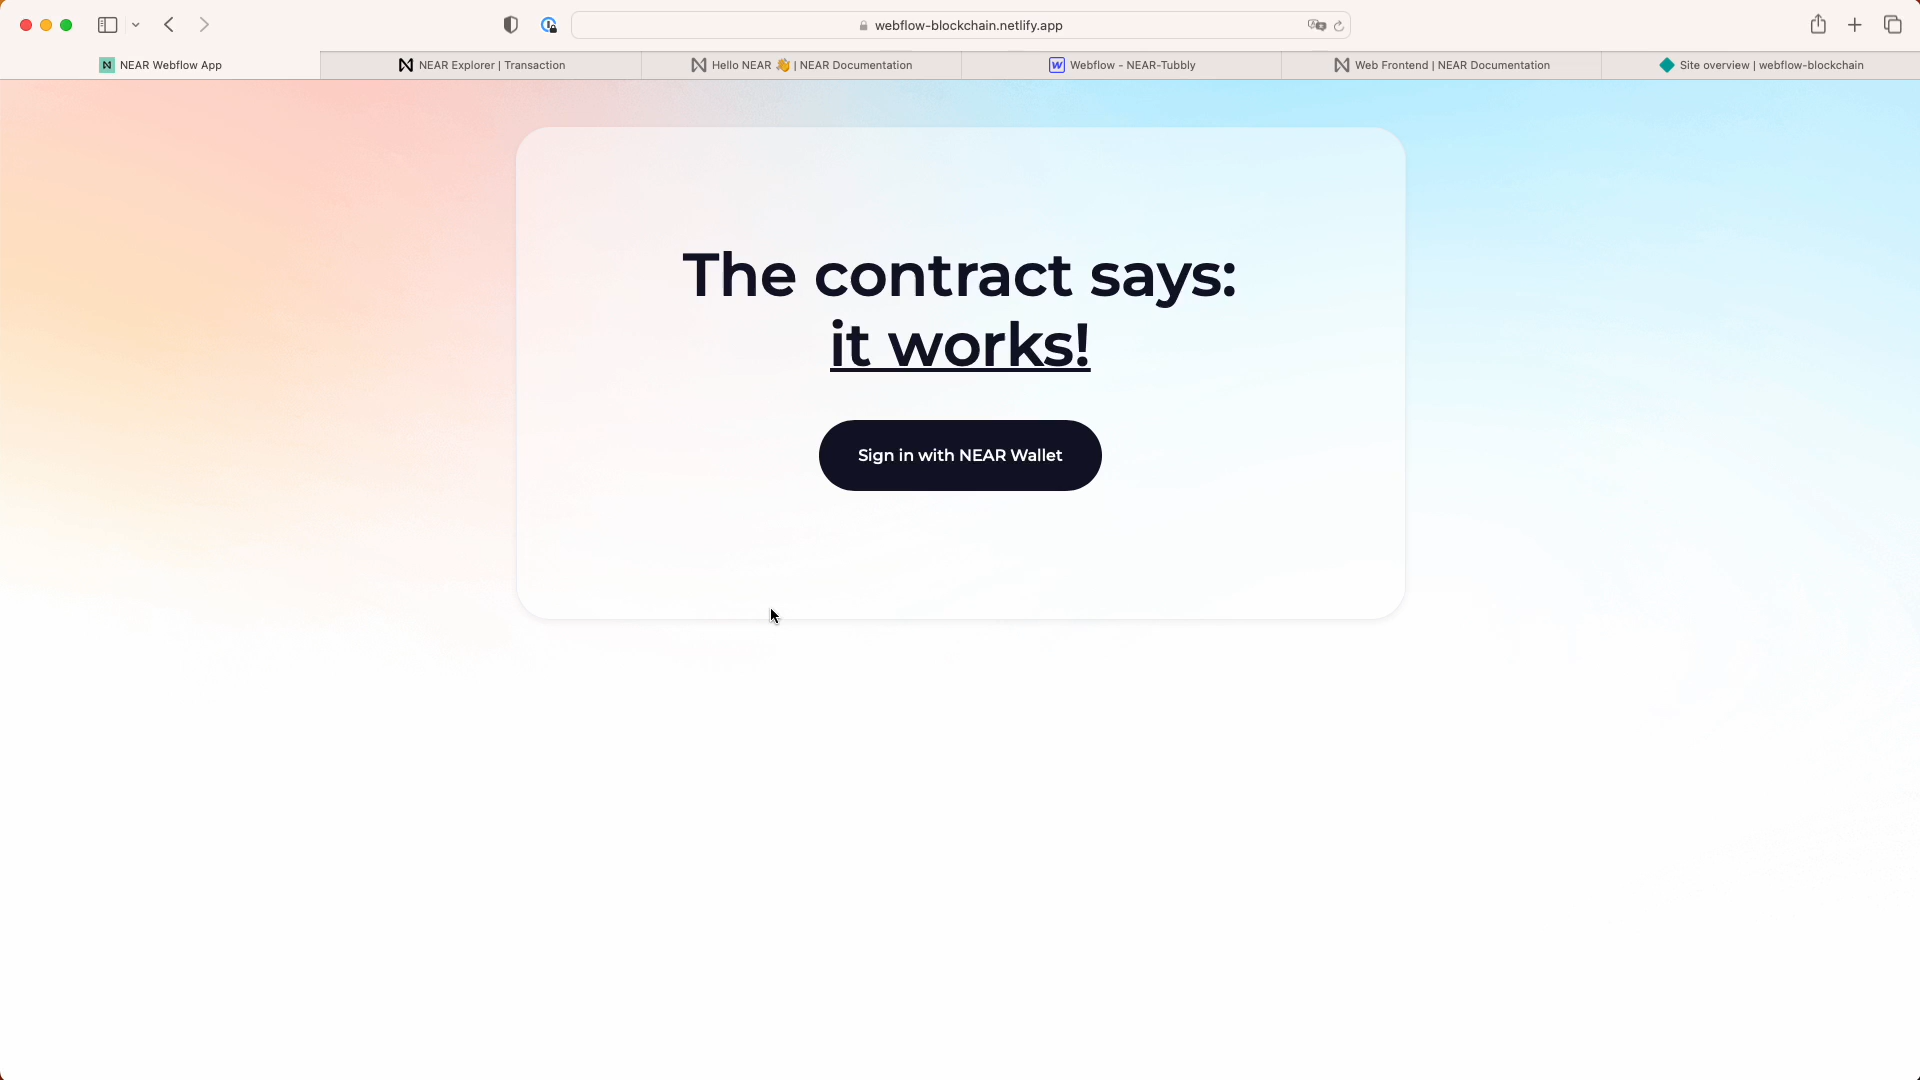 webflow-blockchain.netlify.app
NEAR Webflow App
NEAR Explorer | Transaction
Hello NEAR 👋 | NEAR Documentation
Webflow - NEAR-Tubbly
Web Frontend | NEAR Documentation
Site overview | webflow-blockchain
The contract says:
it works!
Sign in with NEAR Wallet